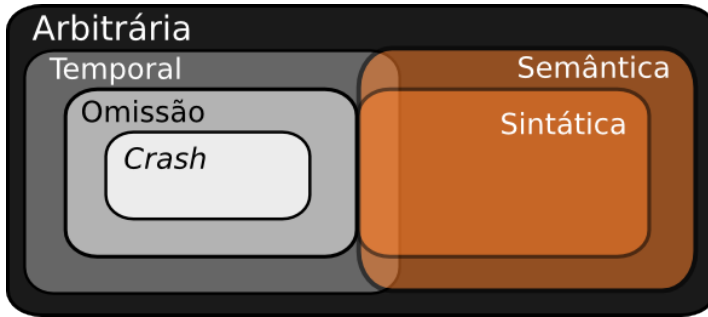 Arbitrária
Temporal
Semântica
Omissão
Sintática
Crash